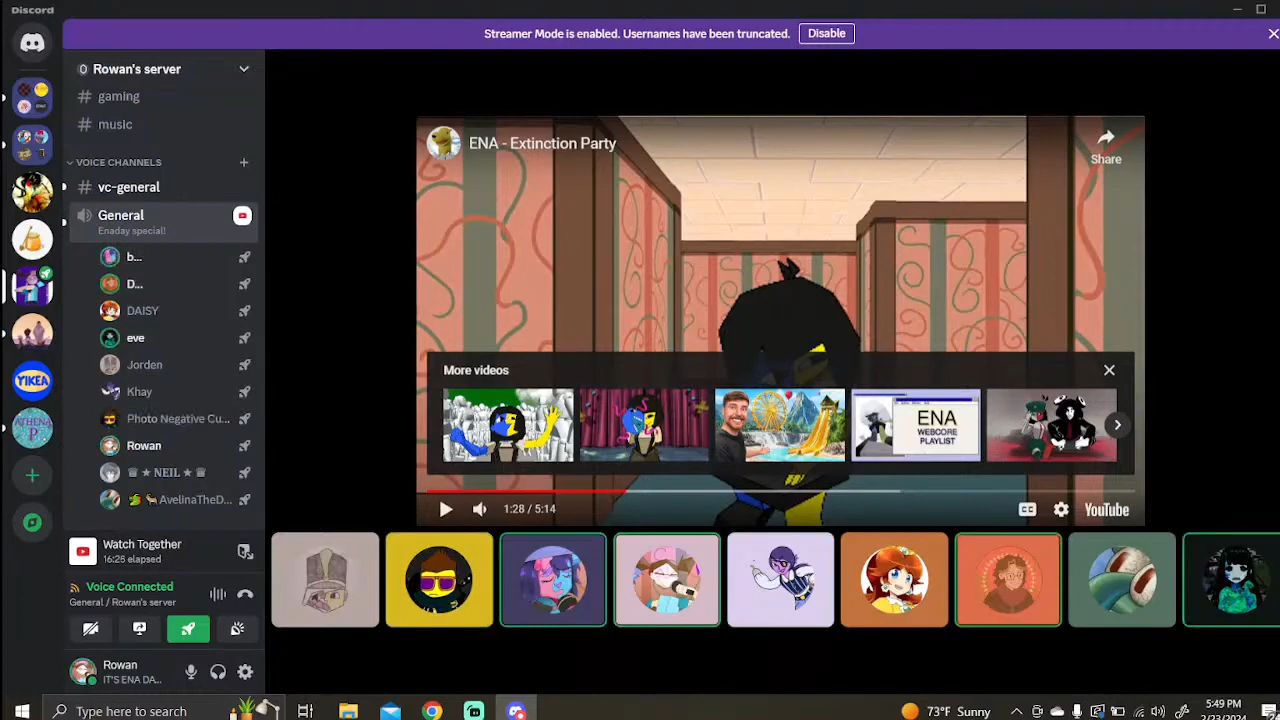 Discord
Streamer Mode is enabled. Usernames have been truncated.
Disable
Rowan's server
# gaming
# music
VOICE CHANNELS
# vc-general
General
Enaday special!
b...
D...
DAISY
eve
Jorden
Khay
Photo Negative Cu...
Rowan
♕ ★ NEIL ★ ♕
AvelinaTheD...
YIKEA
ATHENA
P
Watch Together
16:28 elapsed
Voice Connected
General / Rowan's server
Rowan
IT'S ENA DA...
ENA - Extinction Party
Share
More videos
ENA
WEBCORE
PLAYLIST
1:28 / 5:14
CC
YouTube
Type here to search
73°F Sunny
5:49 PM
2/23/2024